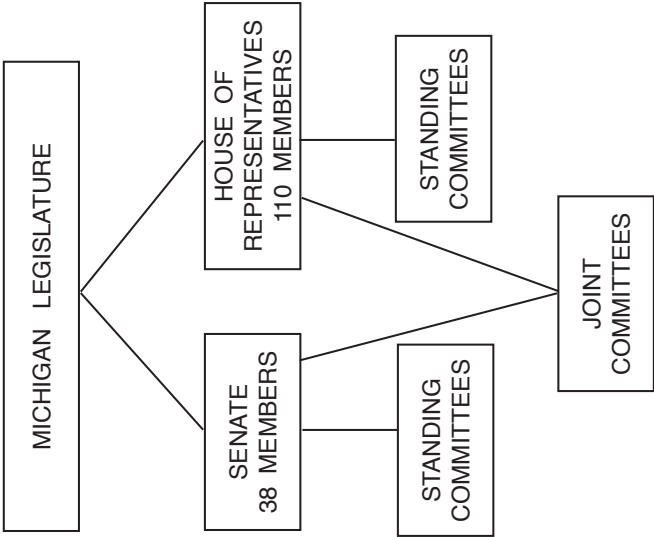 MICHIGAN LEGISLATURE
SENATE
38 MEMBERS
HOUSE OF
REPRESENTATIVES
110 MEMBERS
STANDING
COMMITTEES
STANDING
COMMITTEES
JOINT
COMMITTEES